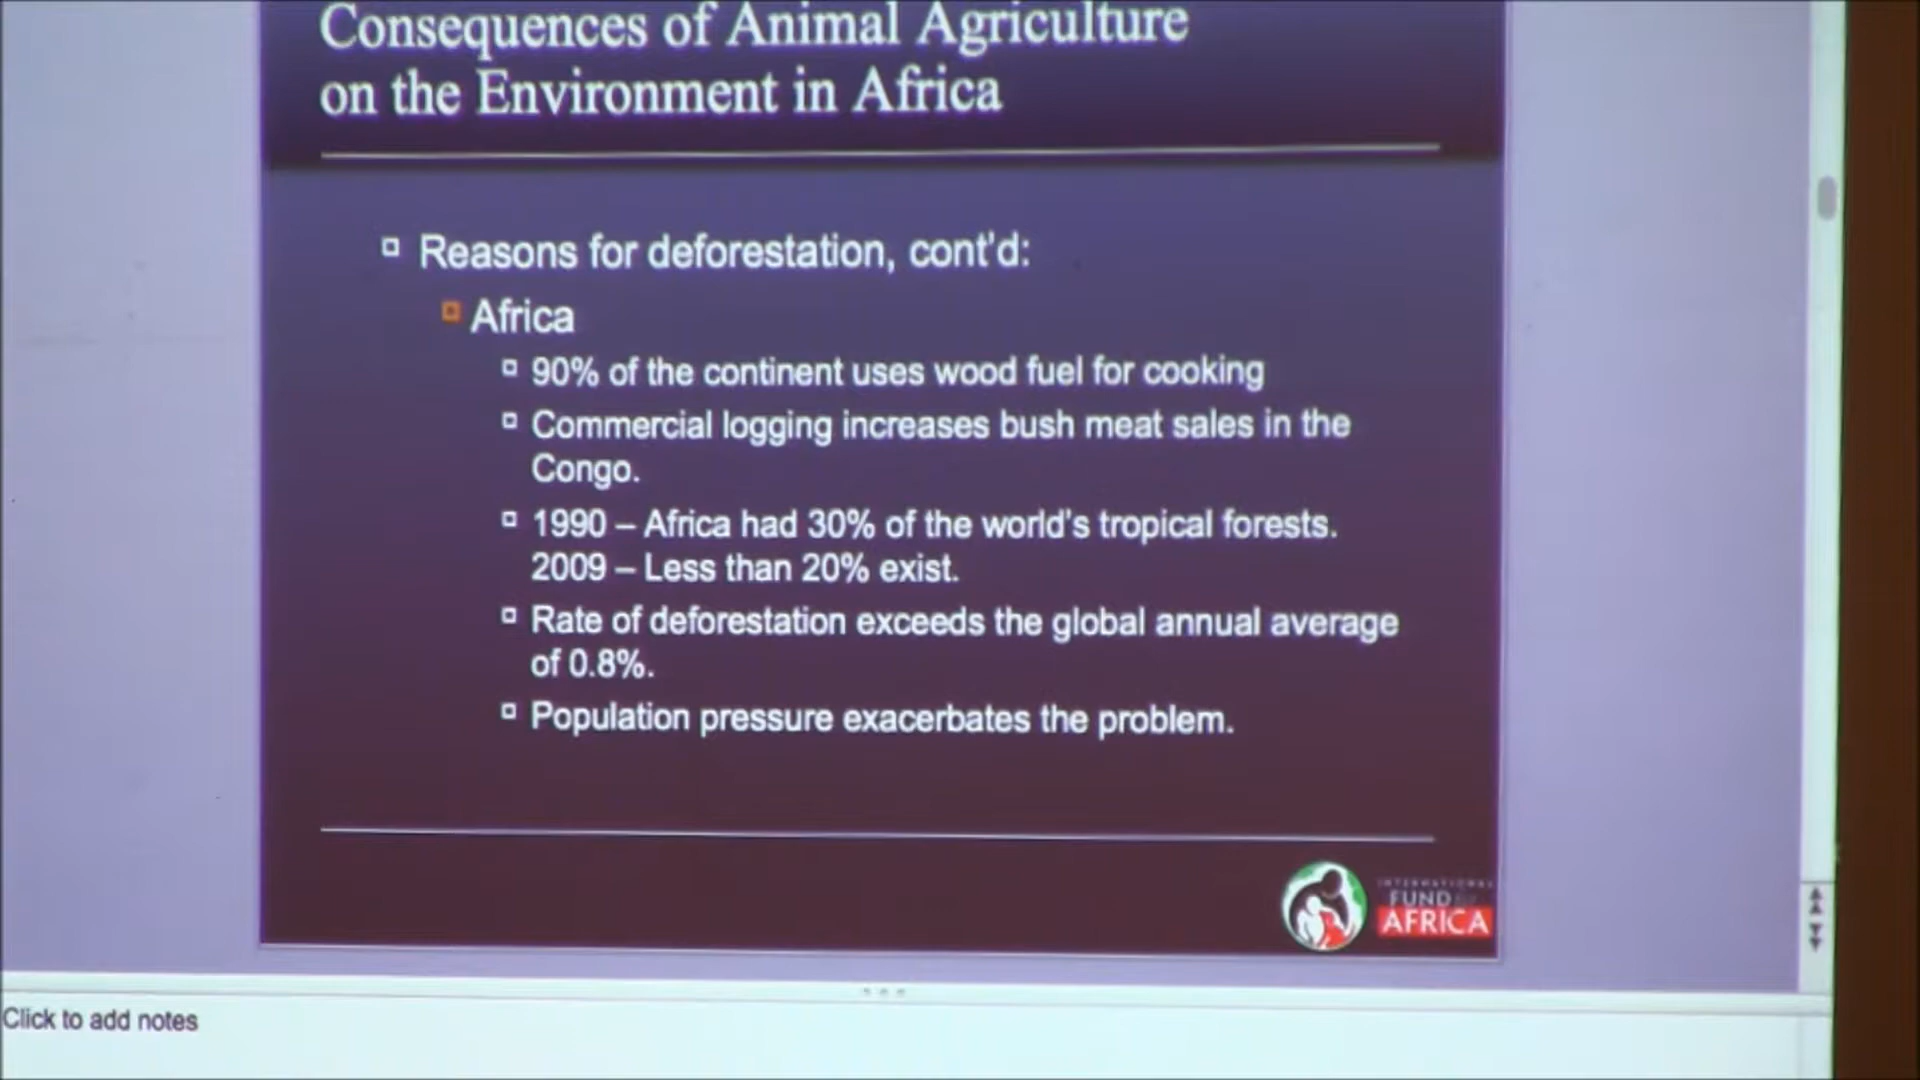 Consequences of Animal Agriculture
on the Environment in Africa
Reasons for deforestation, cont'd:
Africa
90% of the continent uses wood fuel for cooking
Commercial logging increases bush meat sales in the
Congo.
1990 – Africa had 30% of the world's tropical forests.
2009 – Less than 20% exist.
Rate of deforestation exceeds the global annual average
of 0.8%.
Population pressure exacerbates the problem.
INTERNATIONAL
FUND
AFRICA
Click to add notes